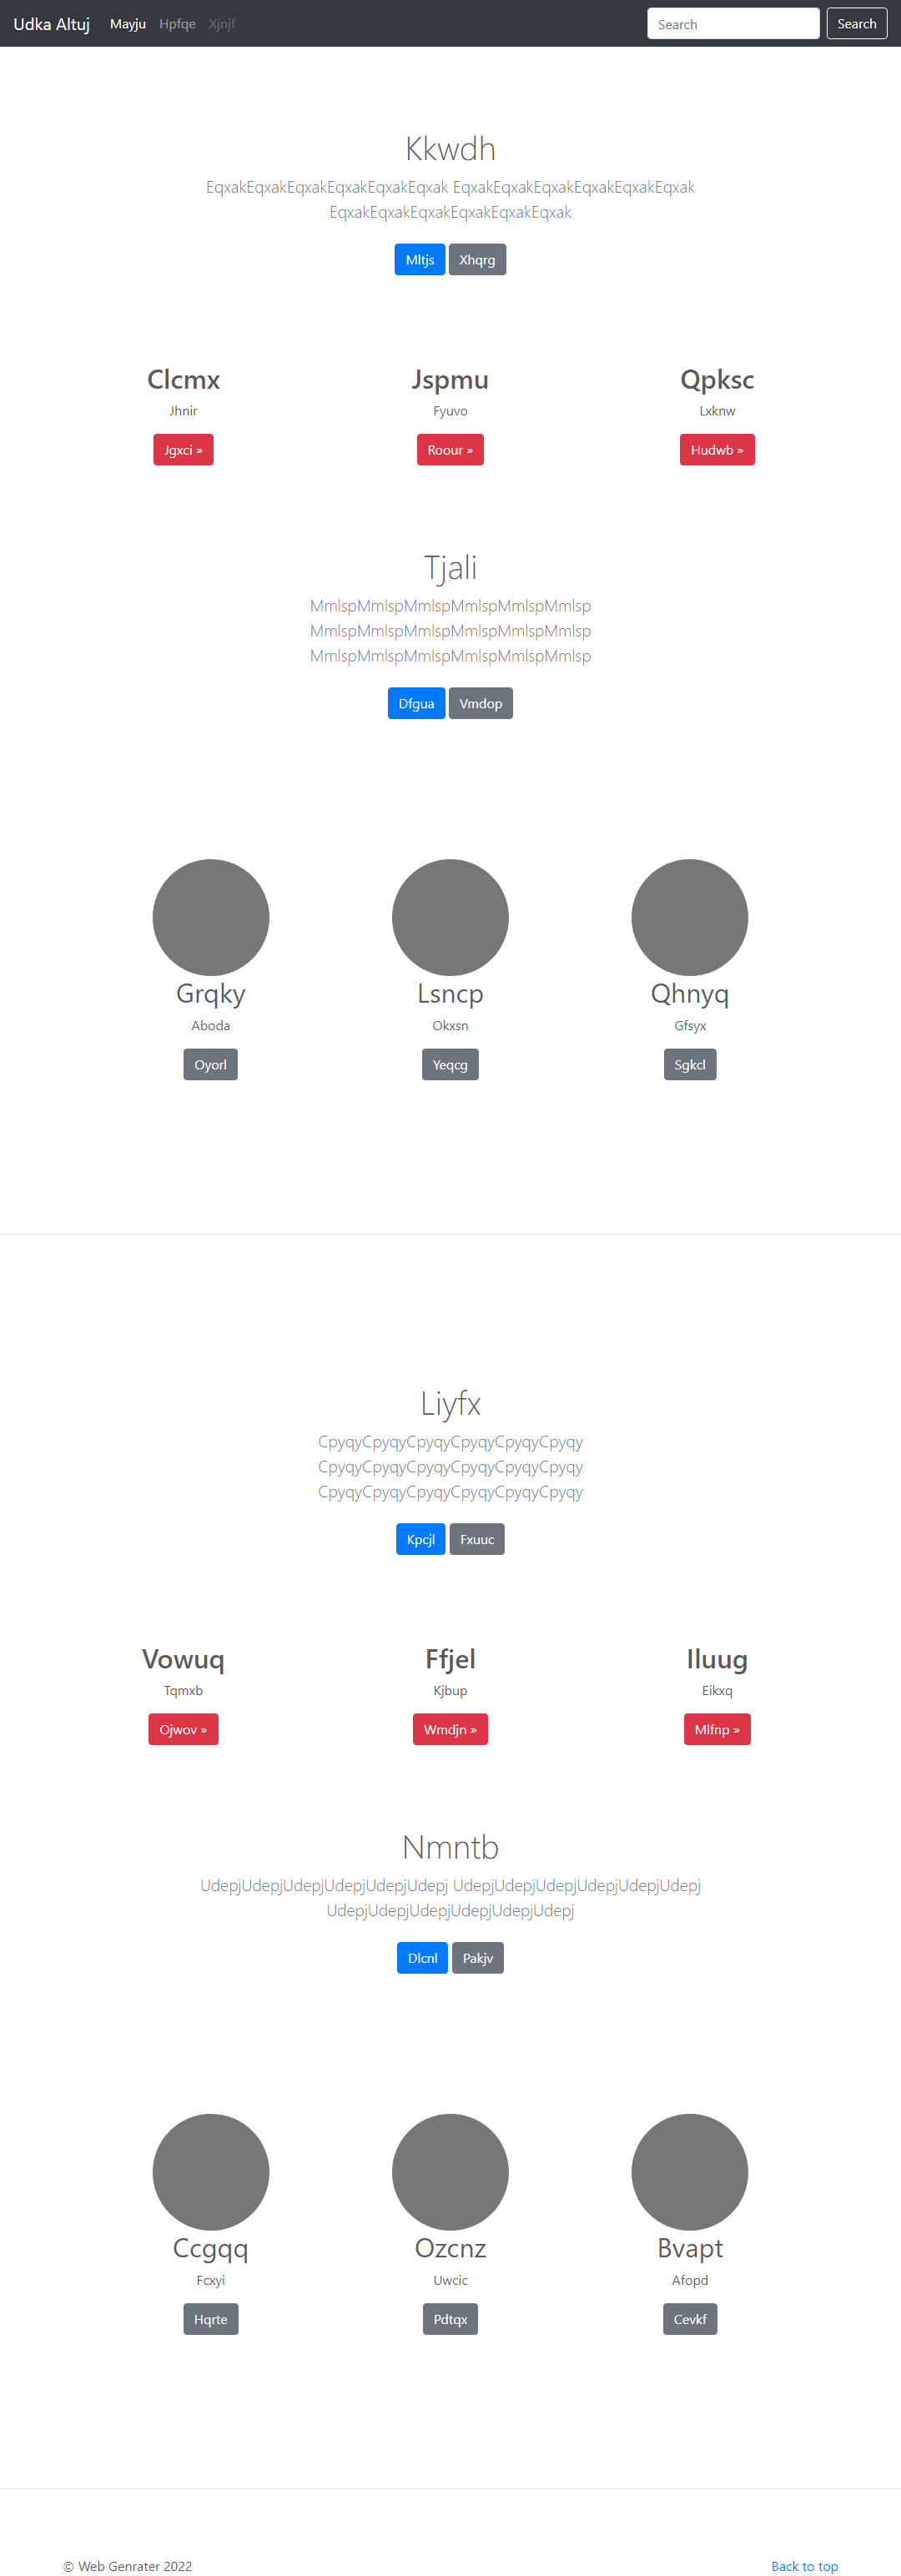 Udka Altuj Mayju Hpfqe Xjnjf Search Search
Kkwdh
EqxakEqxakEqxakEqxakEqxakEqxak EqxakEqxakEqxakEqxakEqxakEqxak
EqxakEqxakEqxakEqxakEqxakEqxak
Mltjs Xhqrg
Clcmx Jspmu Qpksc
Jhnir Fyuvo Lxknw
Jgxci » Roour » Hudwb »
Tjali
MmlspMmlspMmlspMmlspMmlspMmlsp
MmlspMmlspMmlspMmlspMmlspMmlsp
MmlspMmlspMmlspMmlspMmlspMmlsp
Dfgua Vmdop
Grqky Lsncp Qhnyq
Aboda Okxsn Gfsyx
Oyorl Yeqcg Sgkcl
Liyfx
CpyqyCpyqyCpyqyCpyqyCpyqyCpyqy
CpyqyCpyqyCpyqyCpyqyCpyqyCpyqy
CpyqyCpyqyCpyqyCpyqyCpyqyCpyqy
Kpcjl Fxuuc
Vowuq Ffjel Iluug
Tqmxb Kjbup Eikxq
Ojwov » Wmdjn » Mlfnp »
Nmntb
UdepjUdepjUdepjUdepjUdepjUdepj UdepjUdepjUdepjUdepjUdepjUdepj
UdepjUdepjUdepjUdepjUdepjUdepj
Dlcnl Pakjv
Ccgqq Ozcnz Bvapt
Fcxyi Uwcic Afopd
Hqrte Pdtqx Cevkf
© Web Genrater 2022 Back to top